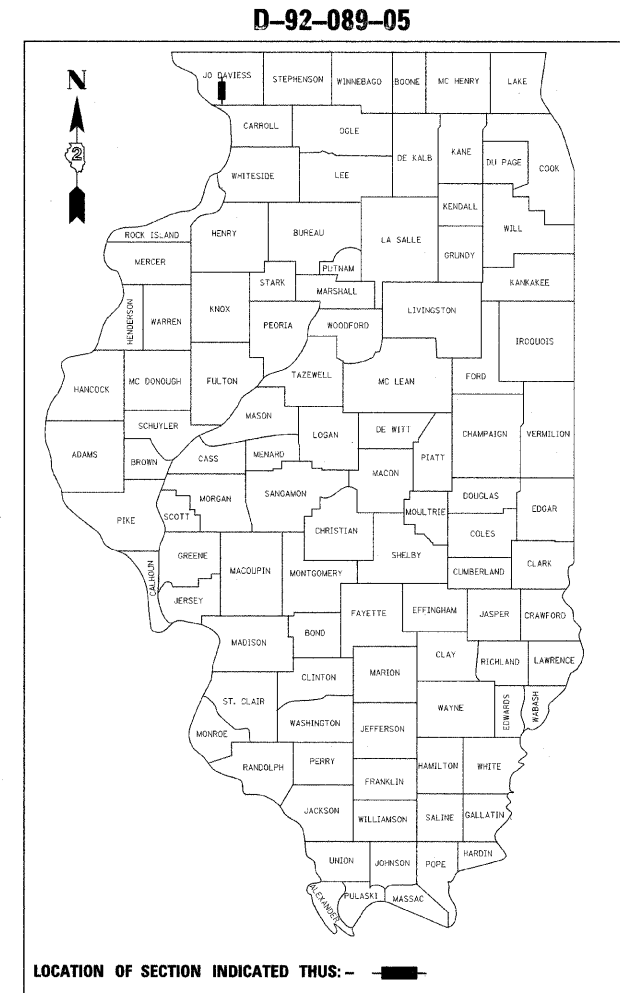 D-92-089-05
N
2
JO DAVIESS STEPHENSON WINNEBAGO BOONE MC HENRY LAKE
CARROLL OGLE DE KALB KANE DU PAGE COOK
WHITESIDE LEE
KENDALL WILL
ROCK ISLAND HENRY BUREAU LA SALLE GRUNDY
MERCER PUTNAM KANKAKEE
HENDERSON WARREN KNOX STARK MARSHALL LIVINGSTON
PEORIA WOODFORD IROQUOIS
HANCOCK MC DONOUGH FULTON TAZEWELL MC LEAN FORD
MASON
SCHUYLER LOGAN DE WITT CHAMPAIGN VERMILION
ADAMS BROWN CASS MENARD MACON PIATT
PIKE SCOTT MORGAN SANGAMON MOULTRIE DOUGLAS EDGAR
CHRISTIAN COLES
GREENE MACOUPIN MONTGOMERY SHELBY CUMBERLAND CLARK
CALHOUN
JERSEY FAYETTE EFFINGHAM JASPER CRAWFORD
MADISON BOND
CLINTON MARION CLAY RICHLAND LAWRENCE
ST. CLAIR WAYNE EDWARDS WABASH
MONROE WASHINGTON JEFFERSON
RANDOLPH PERRY HAMILTON WHITE
FRANKLIN
JACKSON WILLIAMSON SALINE GALLATIN
UNION JOHNSON POPE HARDIN
ALEXANDER PULASKI MASSAC
LOCATION OF SECTION INDICATED THUS: -